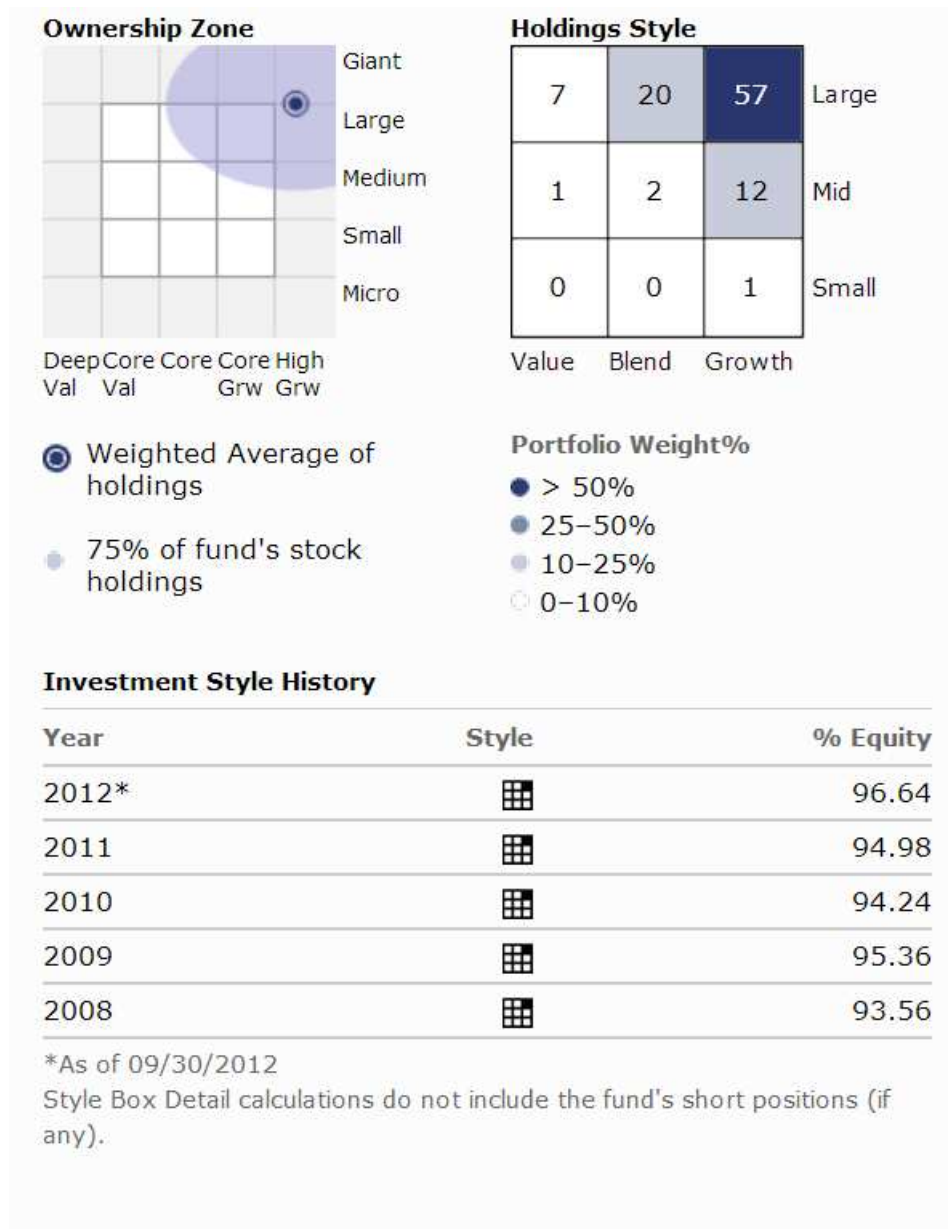 Ownership Zone
Giant
Large
Medium
Small
Micro
Deep Core Core Core High
Val Val Grw Grw
Weighted Average of
holdings
75% of fund's stock
holdings
Holdings Style
7 20 57 Large
1 2 12 Mid
0 0 1 Small
Value Blend Growth
Portfolio Weight%
> 50%
25–50%
10–25%
0–10%
Investment Style History
Year Style % Equity
2012* 96.64
2011 94.98
2010 94.24
2009 95.36
2008 93.56
*As of 09/30/2012
Style Box Detail calculations do not include the fund's short positions (if
any).